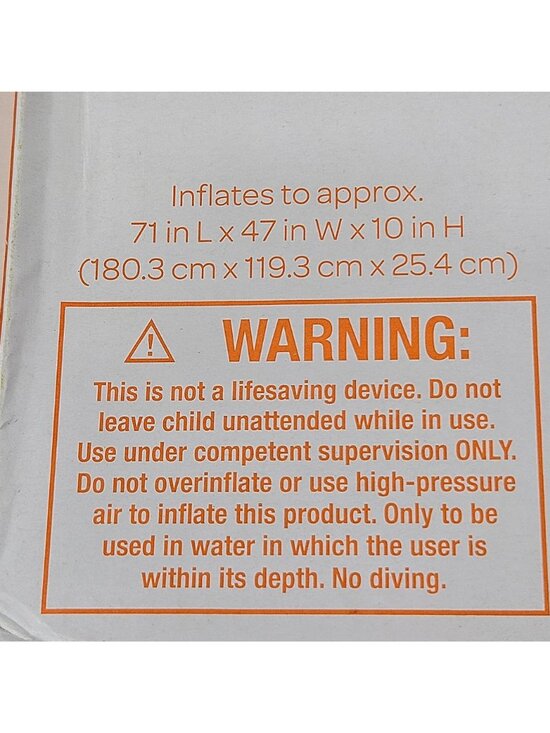 Inflates to approx.
71 in L x 47 in W x 10 in H
(180.3 cm x 119.3 cm x 25.4 cm)
WARNING:
This is not a lifesaving device. Do not
leave child unattended while in use.
Use under competent supervision ONLY.
Do not overinflate or use high-pressure
air to inflate this product. Only to be
used in water in which the user is
within its depth. No diving.